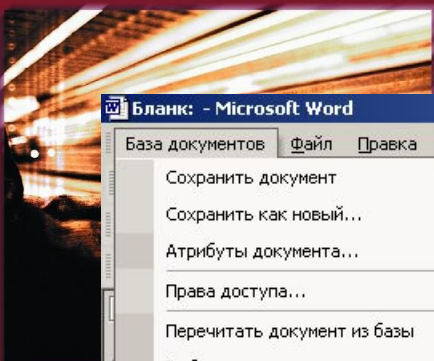 Бланк: - Microsoft Word
База документов Файл Правка
Сохранить документ
Сохранить как новый...
Атрибуты документа...
Права доступа...
Перечитать документ из базы